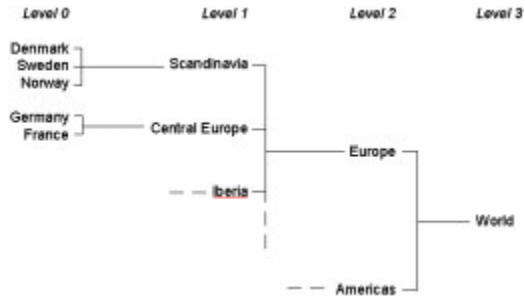 Level 0 Level 1 Level 2 Level 3
Denmark
Sweden
Norway
Scandinavia
Germany
France
Central Europe
Europe
Iberia
World
Americas